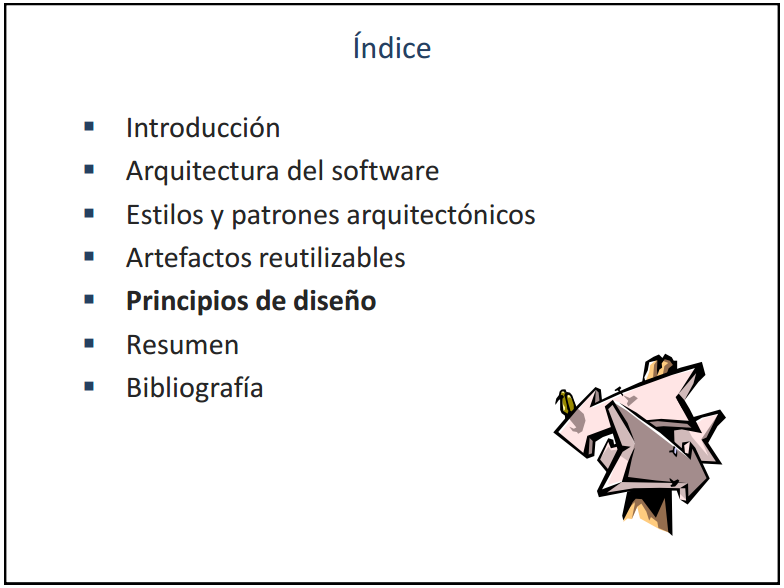 Índice
Introducción
Arquitectura del software
Estilos y patrones arquitectónicos
Artefactos reutilizables
Principios de diseño
Resumen
Bibliografía